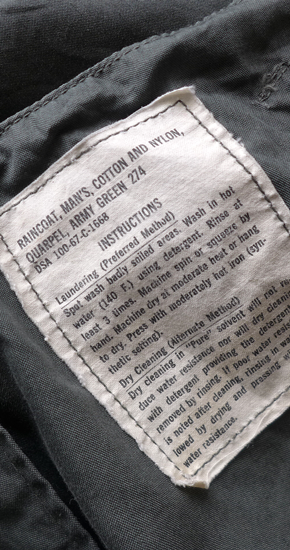 RAINCOAT, MAN'S, COTTON AND NYLON,
QUARPEL, ARMY GREEN 274
DSA 100-67-C-1568
INSTRUCTIONS
Laundering (Preferred Method)
Spot wash badly soiled areas. Wash in hot
water (140 F.) using detergent. Rinse at
least 3 times. Machine spin or squeeze by
hand. Machine dry at moderate heat or hang
to dry. Press with moderately hot iron (syn-
thetic setting).
Dry Cleaning (Alternate Method)
Dry cleaning in "Pure" solvent will not re-
duce water resistance nor will dry cleaning
with detergent providing the detergent
removed by rinsing. If poor water resis
is noted after cleaning, rinsing in wa
lowed by drying and pressing
water resistance.